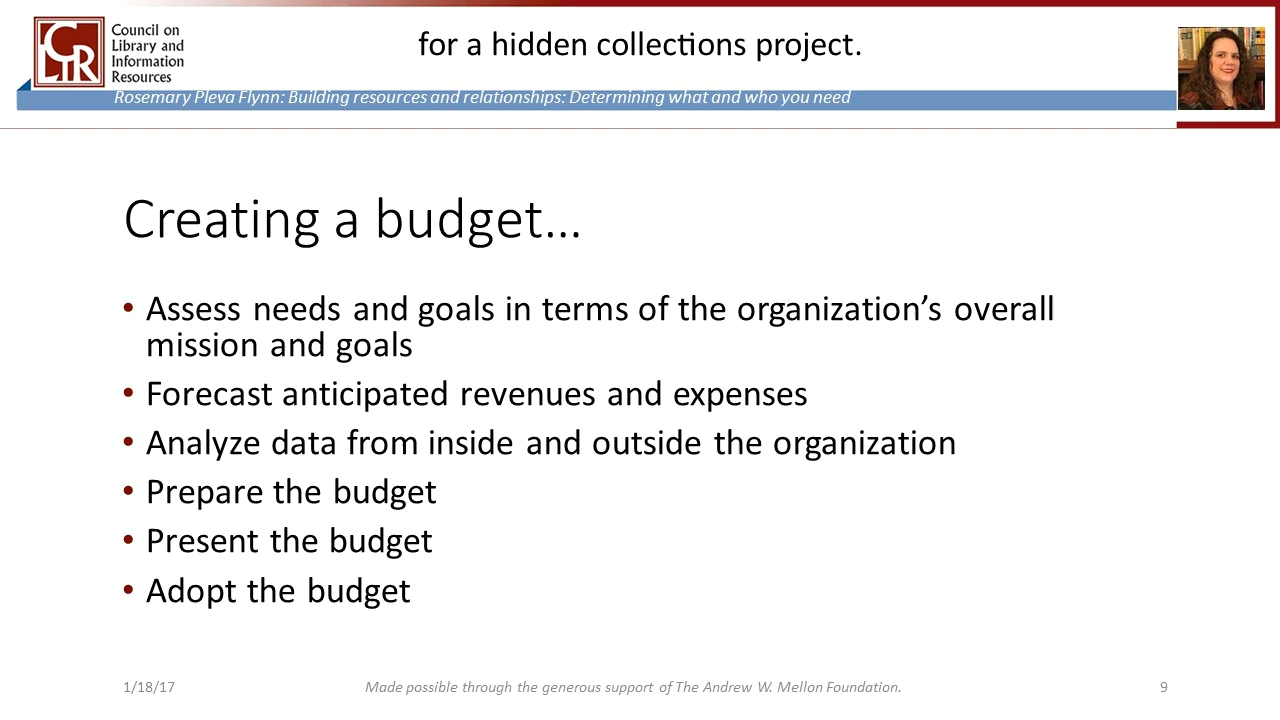 Council on
Library and
Information
Resources
CLIR
for a hidden collections project.
Rosemary Pleva Flynn: Building resources and relationships: Determining what and who you need
Creating a budget...
• Assess needs and goals in terms of the organization’s overall
mission and goals
• Forecast anticipated revenues and expenses
• Analyze data from inside and outside the organization
• Prepare the budget
• Present the budget
• Adopt the budget
1/18/17
Made possible through the generous support of The Andrew W. Mellon Foundation.
9